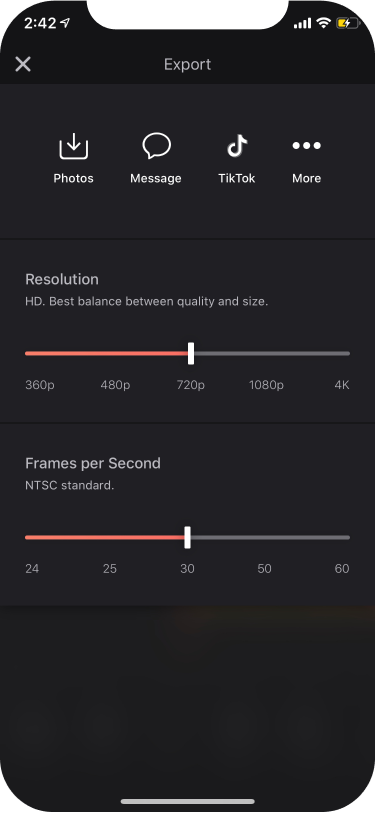 2:42
Export
Photos Message TikTok More
Resolution
HD. Best balance between quality and size.
360p 480p 720p 1080p 4K
Frames per Second
NTSC standard.
24 25 30 50 60